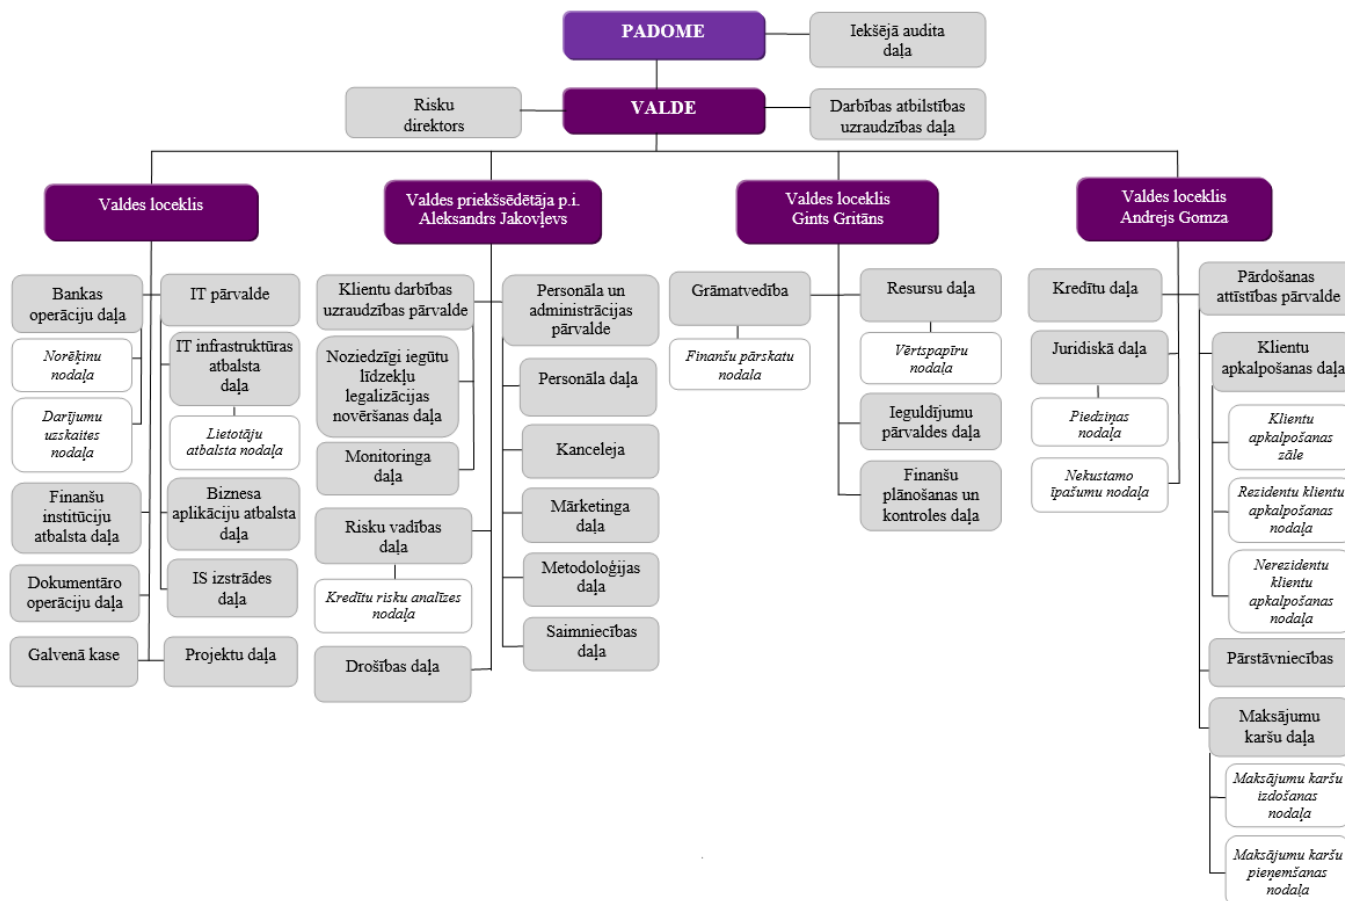 PADOME
Iekšējā audita
daļa
Risku
direktors
VALDE
Darbības atbilstības
uzraudzības daļa
Valdes loceklis
Valdes priekšsēdētāja p.i.
Aleksandrs Jakovļevs
Valdes loceklis
Gints Gritāns
Valdes loceklis
Andrejs Gomza
Bankas
operāciju daļa
Norēķinu
nodaļa
Darījumu
uzskaites
nodaļa
Finanšu
institūciju
atbalsta daļa
Dokumentāro
operāciju daļa
Galvenā kase
IT pārvalde
IT infrastruktūras
atbalsta
daļa
Lietotāju
atbalsta nodaļa
Biznesa
aplikāciju atbalsta
daļa
IS izstrādes
daļa
Projektu daļa
Klientu darbības
uzraudzības pārvalde
Noziedzīgi iegūtu
līdzekļu
legalizācijas
novēršanas daļa
Monitoringa
daļa
Risku vadības
daļa
Kredītu risku analīzes
nodaļa
Drošības daļa
Personāla un
administrācijas
pārvalde
Personāla daļa
Kanceleja
Mārketinga
daļa
Metodoloģijas
daļa
Saimniecības
daļa
Grāmatvedība
Finanšu pārskatu
nodala
Resursu daļa
Vērtspapīru
nodaļa
Ieguldījumu
pārvaldes daļa
Finanšu
plānošanas un
kontroles daļa
Kredītu daļa
Juridiskā daļa
Piedziņas
nodaļa
Nekustamo
īpašumu nodaļa
Pārdošanas
attīstības pārvalde
Klientu
apkalpošanas daļa
Klientu
apkalpošanas
zāle
Rezidentu klientu
apkalpošanas
nodaļa
Nerezidentu
klientu
apkalpošanas
nodaļa
Pārstāvniecības
Maksājumu
karšu daļa
Maksājumu karšu
izdošanas
nodaļa
Maksājumu karšu
pieņemšanas
nodaļa